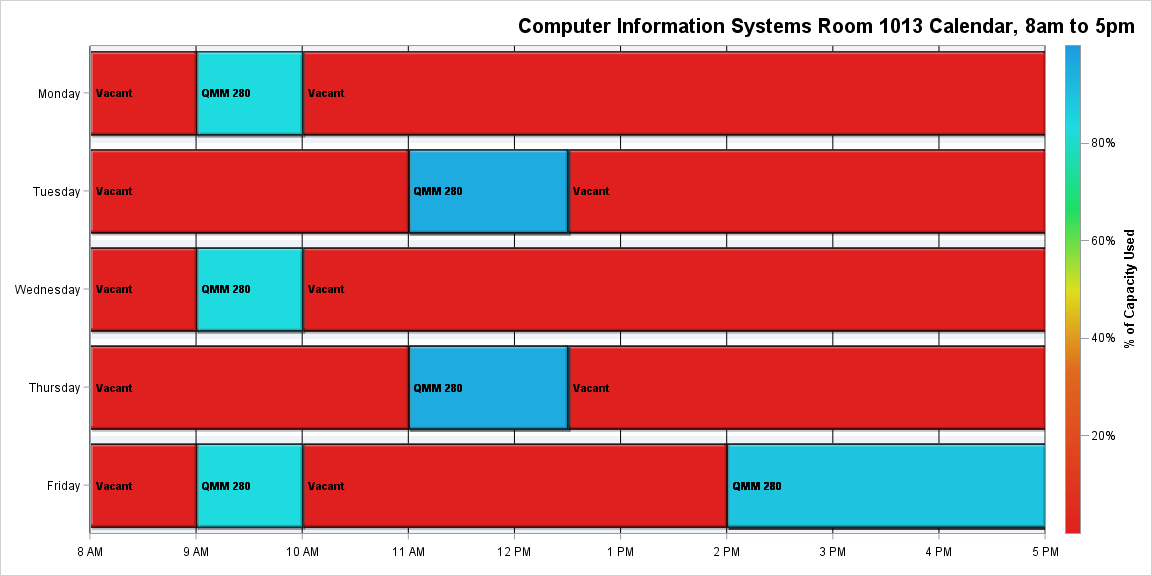 Computer Information Systems Room 1013 Calendar, 8am to 5pm
Monday
Vacant
QMM 280
Vacant
Tuesday
Vacant
QMM 280
Vacant
Wednesday
Vacant
QMM 280
Vacant
Thursday
Vacant
QMM 280
Vacant
Friday
Vacant
QMM 280
Vacant
QMM 280
8 AM
9 AM
10 AM
11 AM
12 PM
1 PM
2 PM
3 PM
4 PM
5 PM
80%
60%
40%
20%
% of Capacity Used